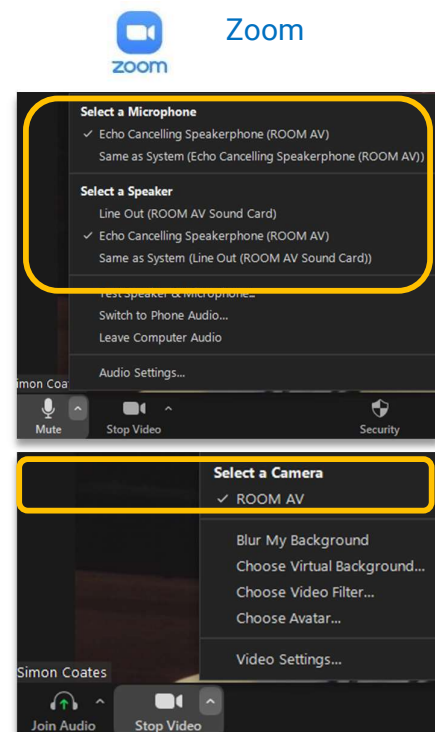 Zoom
zoom
Select a Microphone
✓ Echo Cancelling Speakerphone (ROOM AV)
Same as System (Echo Cancelling Speakerphone (ROOM AV))
Select a Speaker
Line Out (ROOM AV Sound Card)
✓ Echo Cancelling Speakerphone (ROOM AV)
Same as System (Line Out (ROOM AV Sound Card))
Test Speaker & Microphone...
Switch to Phone Audio...
Leave Computer Audio
Audio Settings...
imon Coa
Mute
Stop Video
Security
Select a Camera
✓ ROOM AV
Blur My Background
Choose Virtual Background...
Choose Video Filter...
Choose Avatar...
Video Settings...
Simon Coates
Join Audio
Stop Video